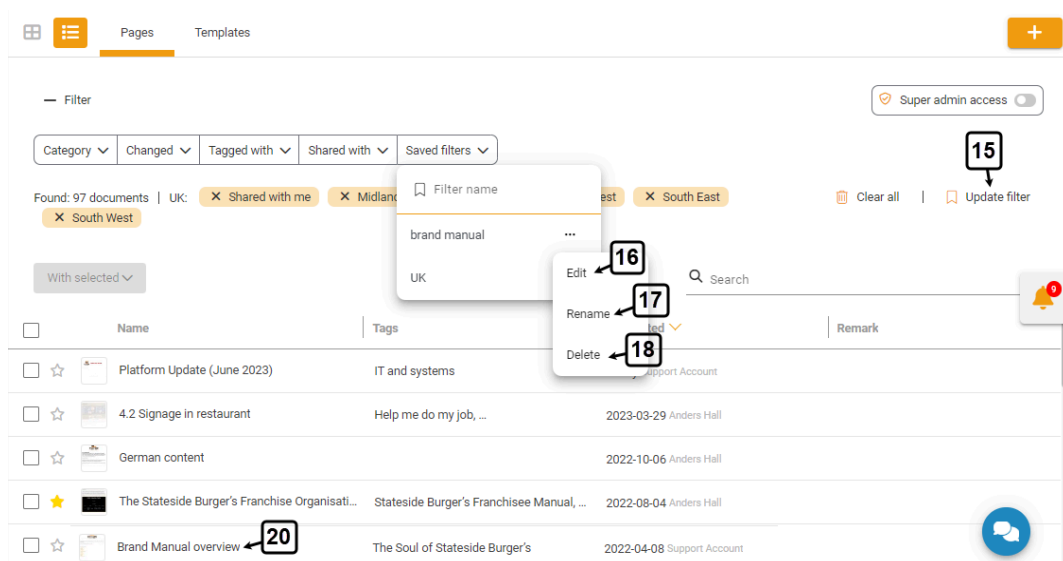 Pages Templates
+
Filter
Super admin access
Category Changed Tagged with Shared with Saved filters
15
Filter name
Found: 97 documents | UK: × Shared with me × Midlan est × South East Clear all | Update filter
× South West
brand manual ...
16
Edit
With selected
UK
Search
17
Rename
9
Name Tags ted Remark
18
Delete
Platform Update (June 2023) IT and systems Support Account
4.2 Signage in restaurant Help me do my job, ... 2023-03-29 Anders Hall
German content 2022-10-06 Anders Hall
The Stateside Burger's Franchise Organisati... Stateside Burger's Franchisee Manual, ... 2022-08-04 Anders Hall
20
Brand Manual overview The Soul of Stateside Burger's 2022-04-08 Support Account